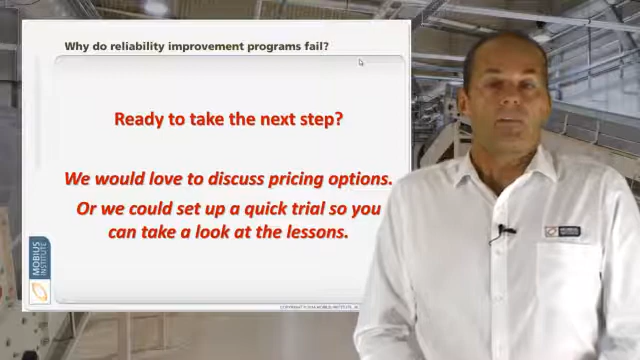 Why do reliability improvement programs fail?
Ready to take the next step?
We would love to discuss pricing options.
Or we could set up a quick trial so you
can take a look at the lessons.
MOBIUS
INSTITUTE